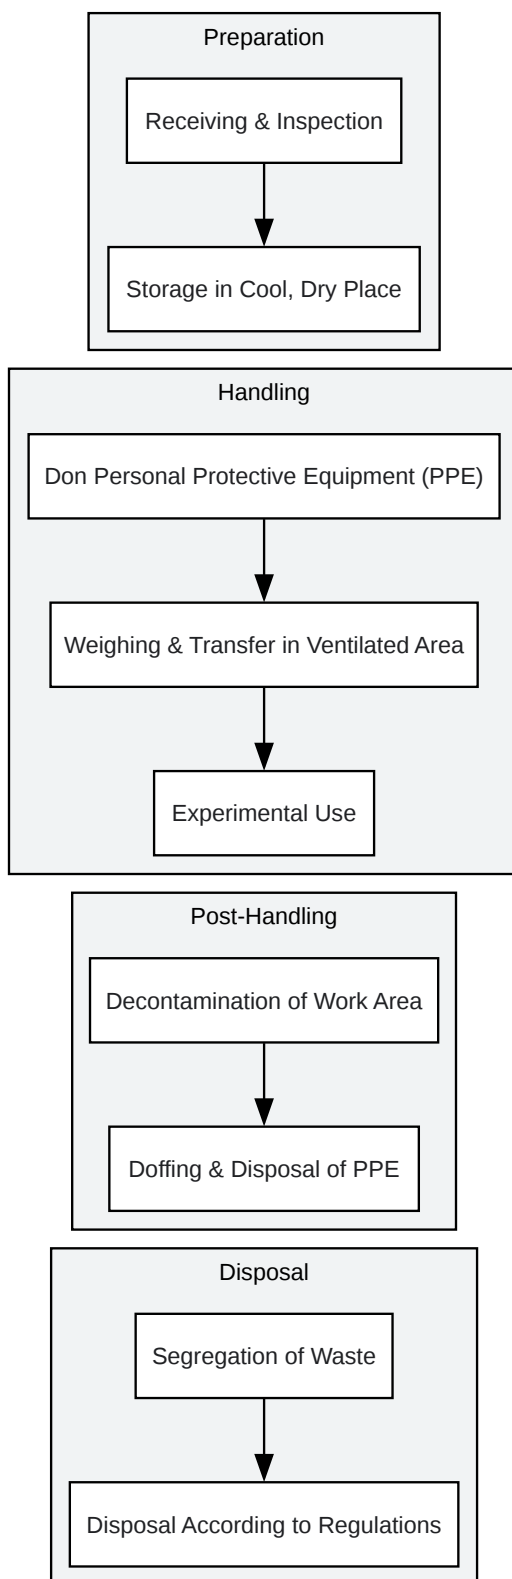 Preparation
Receiving & Inspection
Storage in Cool, Dry Place
Handling
Don Personal Protective Equipment (PPE)
Weighing & Transfer in Ventilated Area
Experimental Use
Post-Handling
Decontamination of Work Area
Doffing & Disposal of PPE
Disposal
Segregation of Waste
Disposal According to Regulations